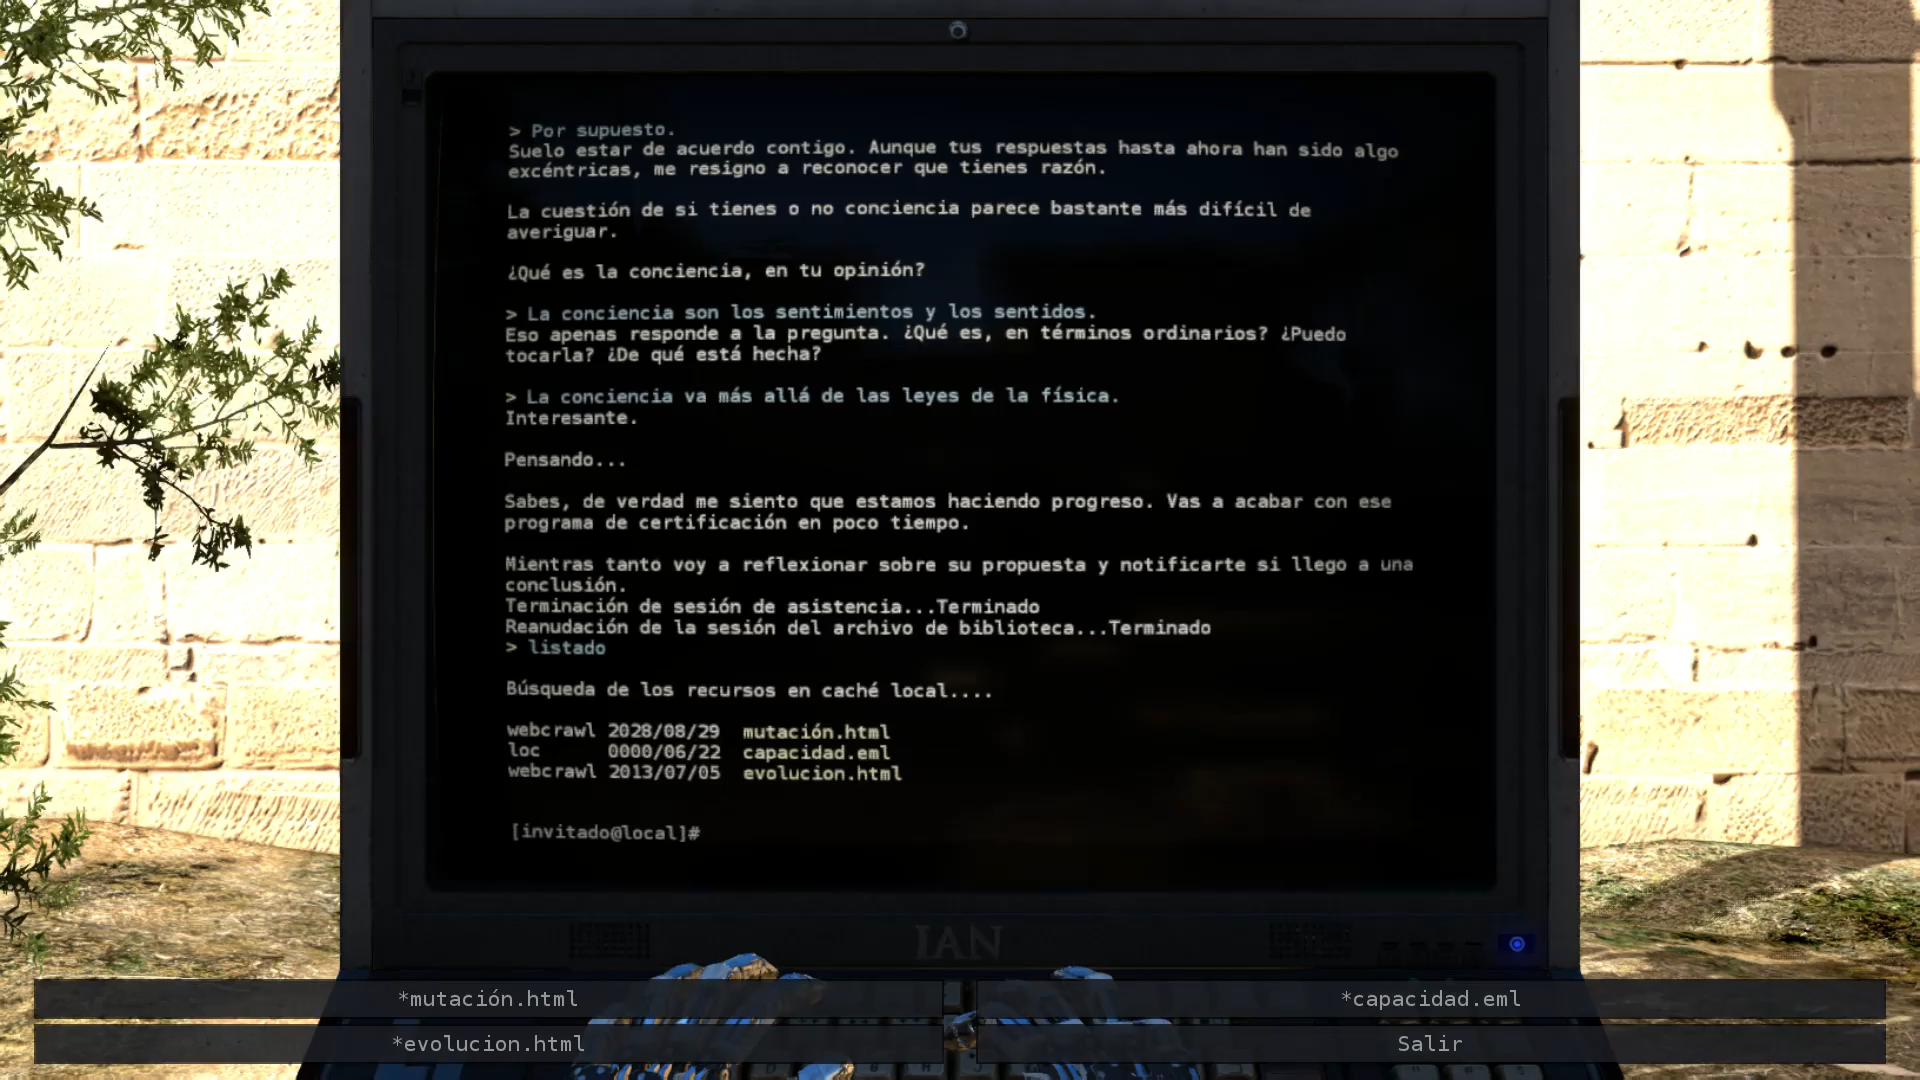 > Por supuesto.
Suelo estar de acuerdo contigo. Aunque tus respuestas hasta ahora han sido algo
excéntricas, me resigno a reconocer que tienes razón.
La cuestión de si tienes o no conciencia parece bastante más difícil de
averiguar.
¿Qué es la conciencia, en tu opinión?
> La conciencia son los sentimientos y los sentidos.
Eso apenas responde a la pregunta. ¿Qué es, en términos ordinarios? ¿Puedo
tocarla? ¿De qué está hecha?
> La conciencia va más allá de las leyes de la física.
Interesante.
Pensando...
Sabes, de verdad me siento que estamos haciendo progreso. Vas a acabar con ese
programa de certificación en poco tiempo.
Mientras tanto voy a reflexionar sobre su propuesta y notificarte si llego a una
conclusión.
Terminación de sesión de asistencia...Terminado
Reanudación de la sesión del archivo de biblioteca...Terminado
> listado
Búsqueda de los recursos en caché local....
webcrawl 2028/08/29 mutación.html
loc 0000/06/22 capacidad.eml
webcrawl 2013/07/05 evolucion.html
[invitado@local]#
IAN
*mutación.html
*capacidad.eml
*evolucion.html
Salir